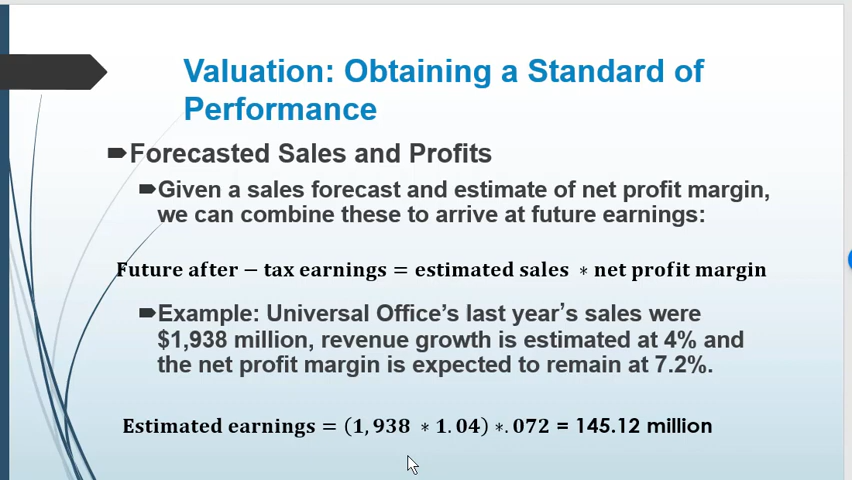 Valuation: Obtaining a Standard of
Performance
Forecasted Sales and Profits
Given a sales forecast and estimate of net profit margin,
we can combine these to arrive at future earnings:
Future after − tax earnings = estimated sales * net profit margin
Example: Universal Office's last year's sales were
$1,938 million, revenue growth is estimated at 4% and
the net profit margin is expected to remain at 7.2%.
Estimated earnings = (1,938 * 1.04) *.072 = 145.12 million